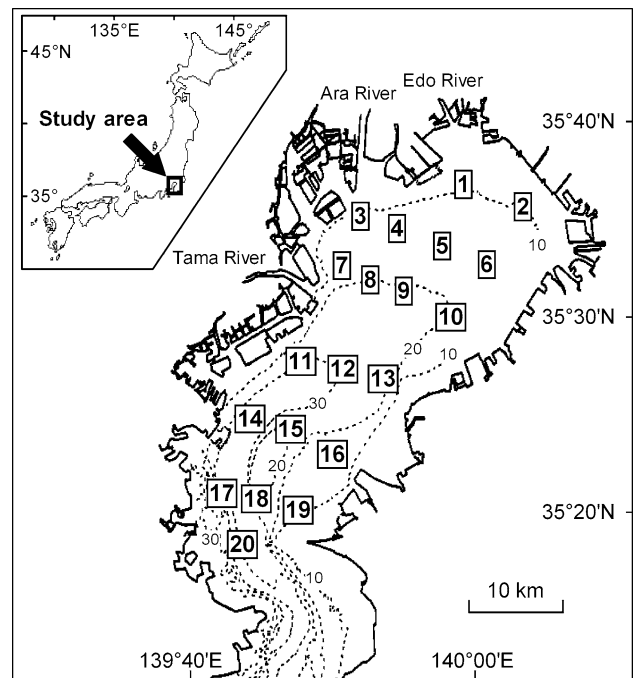 135°E
145°
45°N
Study area
35°
Ara River
Edo River
35°40'N
1
2
3
4
10
5
6
Tama River
7
8
9
10
35°30'N
20
10
11
12
13
30
14
15
16
20
17
18
19
35°20'N
30
20
10
10 km
139°40'E
140°00'E